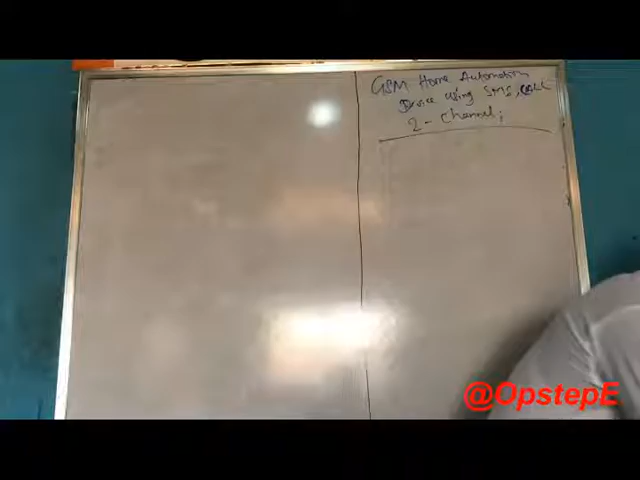 GSM Home Automation
Device using SMS, CALL
2 - Channel;
@OpstepE